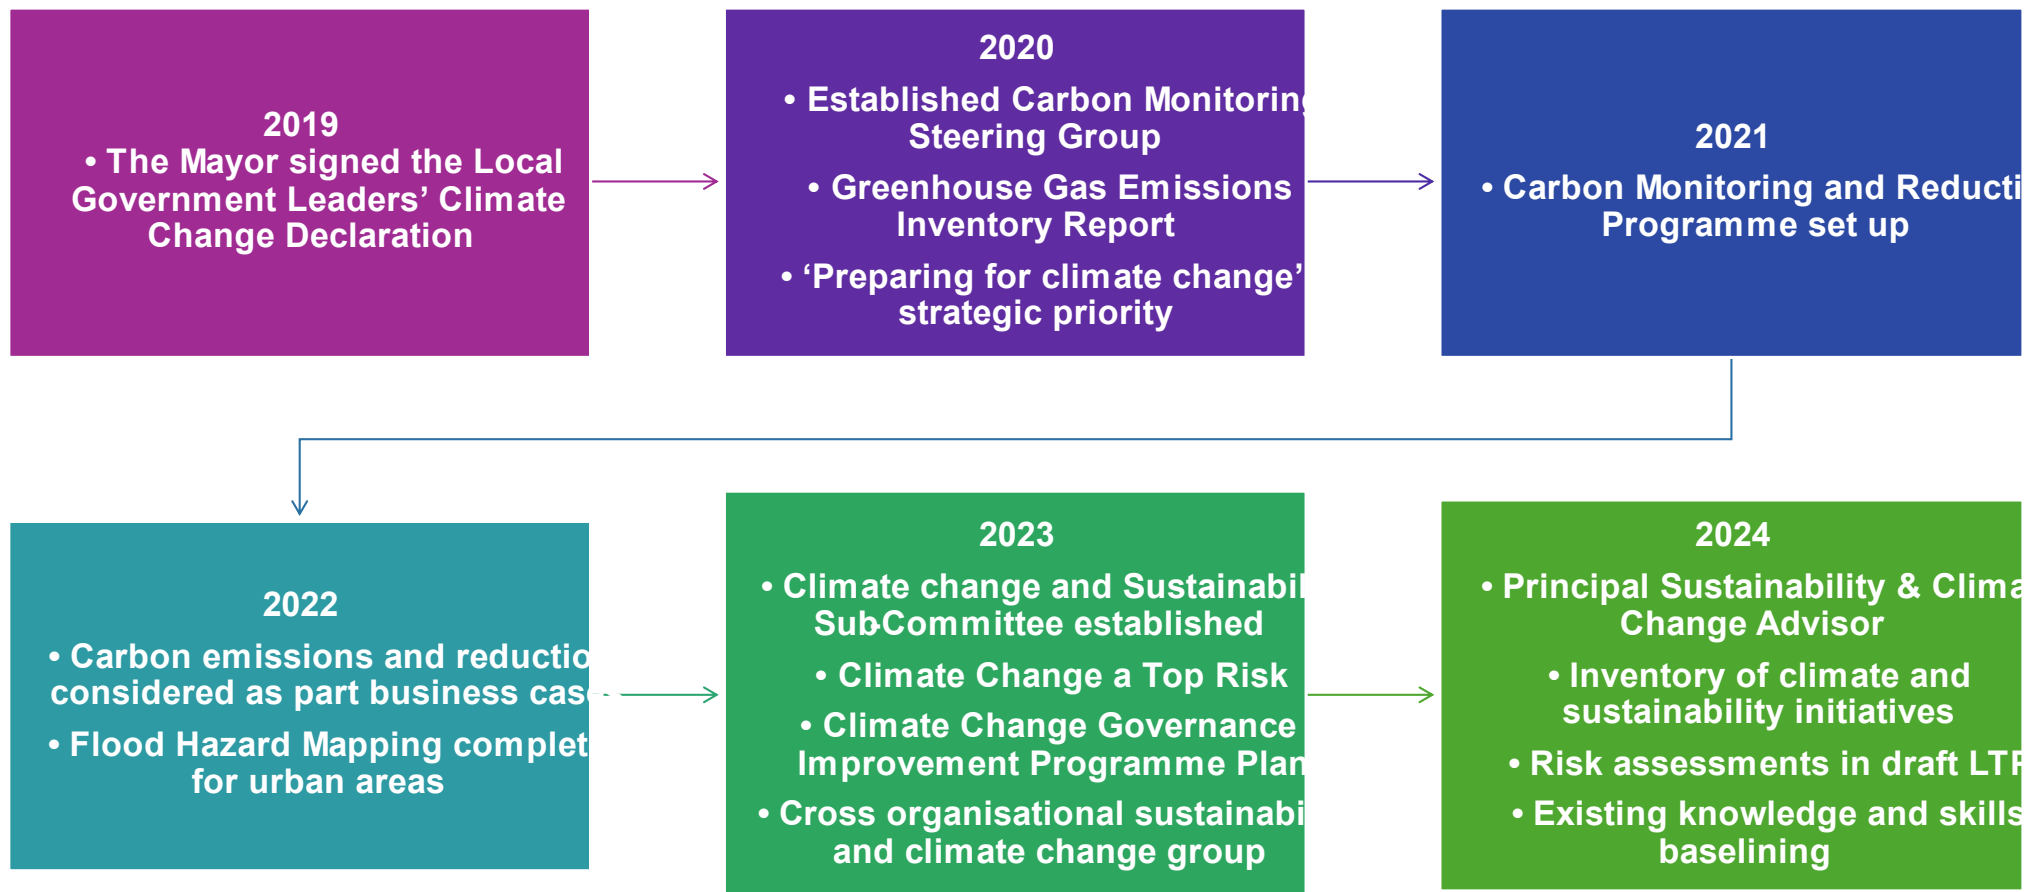 2019
• The Mayor signed the Local
Government Leaders’ Climate
Change Declaration
2020
• Established Carbon Monitoring
Steering Group
• Greenhouse Gas Emissions
Inventory Report
• ‘Preparing for climate change’
strategic priority
2021
• Carbon Monitoring and Reducti
Programme set up
2022
• Carbon emissions and reductio
considered as part business cases
• Flood Hazard Mapping complet
for urban areas
2023
• Climate change and Sustainabil
Sub-Committee established
• Climate Change a Top Risk
• Climate Change Governance
Improvement Programme Plan
• Cross organisational sustainabi
and climate change group
2024
• Principal Sustainability & Clima
Change Advisor
• Inventory of climate and
sustainability initiatives
• Risk assessments in draft LTP
• Existing knowledge and skills
baselining